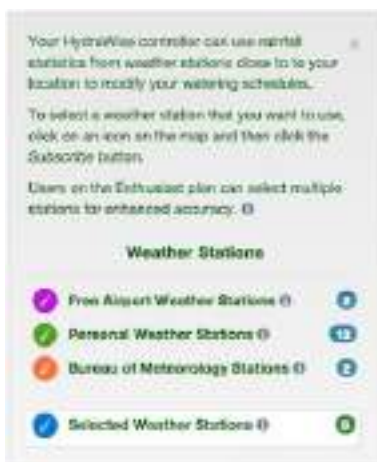 Your HydraWise controller can use rainfall
statistics from weather stations close to to your
location to modify your watering schedules.
To select a weather station that you want to use,
click on an icon on the map and then click the
Subscribe button.
Users on the Enthusiast plan can select multiple
stations for enhanced accuracy.
Weather Stations
Free Airport Weather Stations
Personal Weather Stations
Bureau of Meteorology Stations
Selected Weather Stations